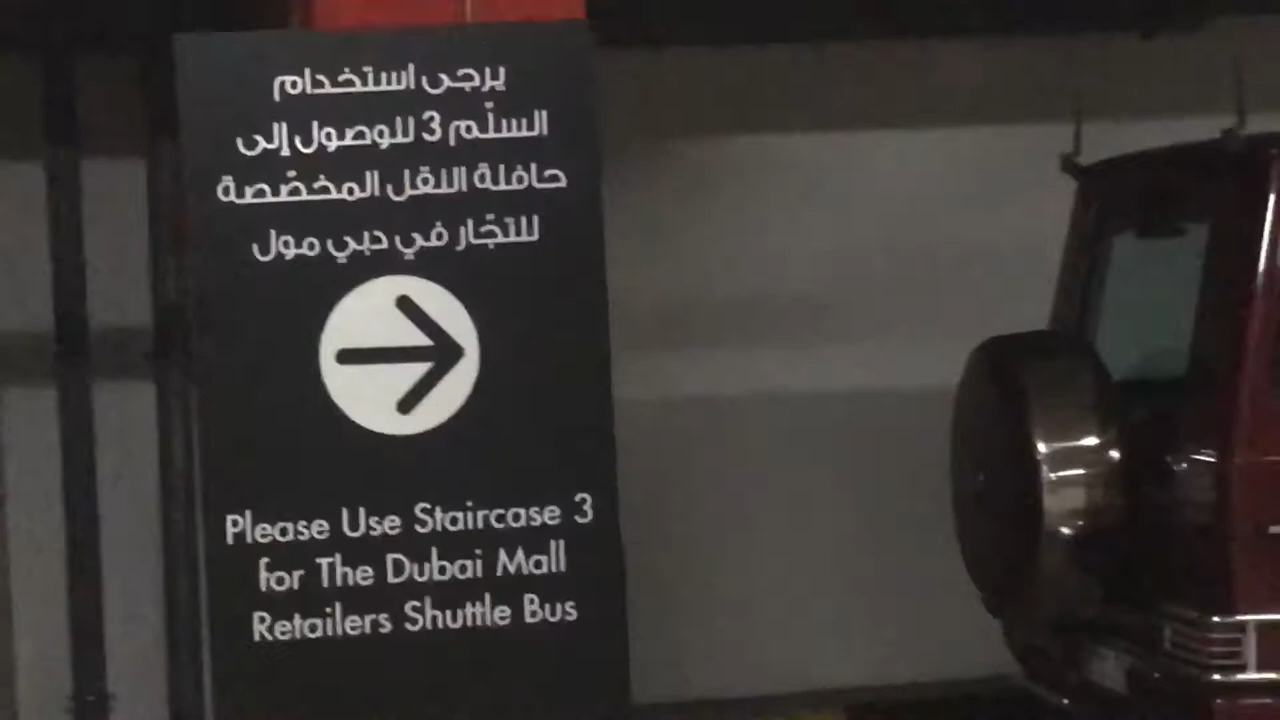 يرجى استخدام
السلّم 3 للوصول إلى
حافلة النقل المخصّصة
للتجّار في دبي مول
Please Use Staircase 3
for The Dubai Mall
Retailers Shuttle Bus